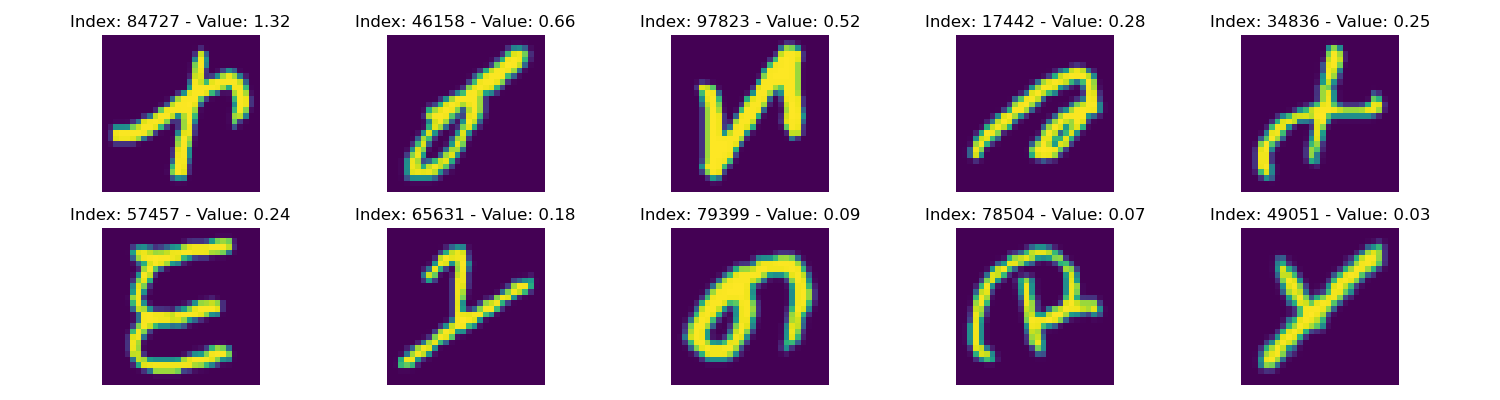 Index: 84727 - Value: 1.32 Index: 46158 - Value: 0.66 Index: 97823 - Value: 0.52 Index: 17442 - Value: 0.28 Index: 34836 - Value: 0.25
Index: 57457 - Value: 0.24 Index: 65631 - Value: 0.18 Index: 79399 - Value: 0.09 Index: 78504 - Value: 0.07 Index: 49051 - Value: 0.03
E y